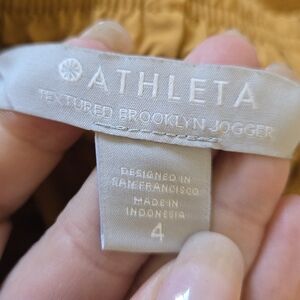 ATHLETA
TEXTURED BROOKLYN JOGGER
DESIGNED IN
SAN FRANCISCO
MADE IN
INDONESIA
4